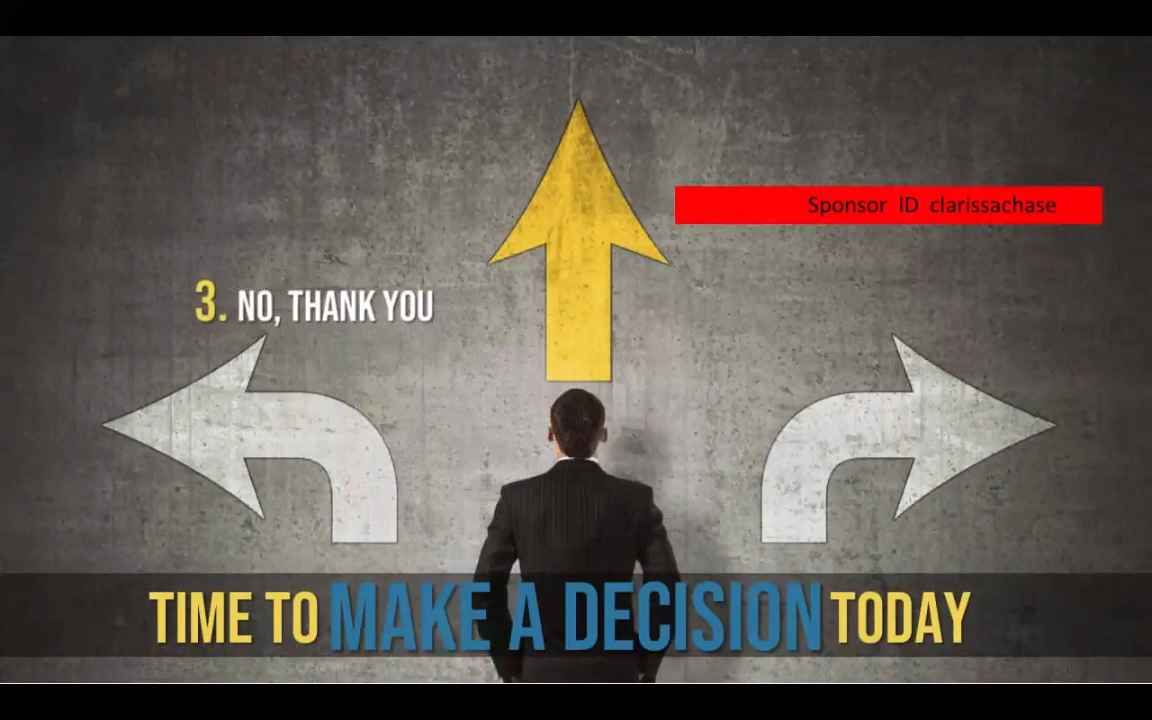 Sponsor ID clarissachase
3. NO, THANK YOU
TIME TO MAKE A DECISION TODAY